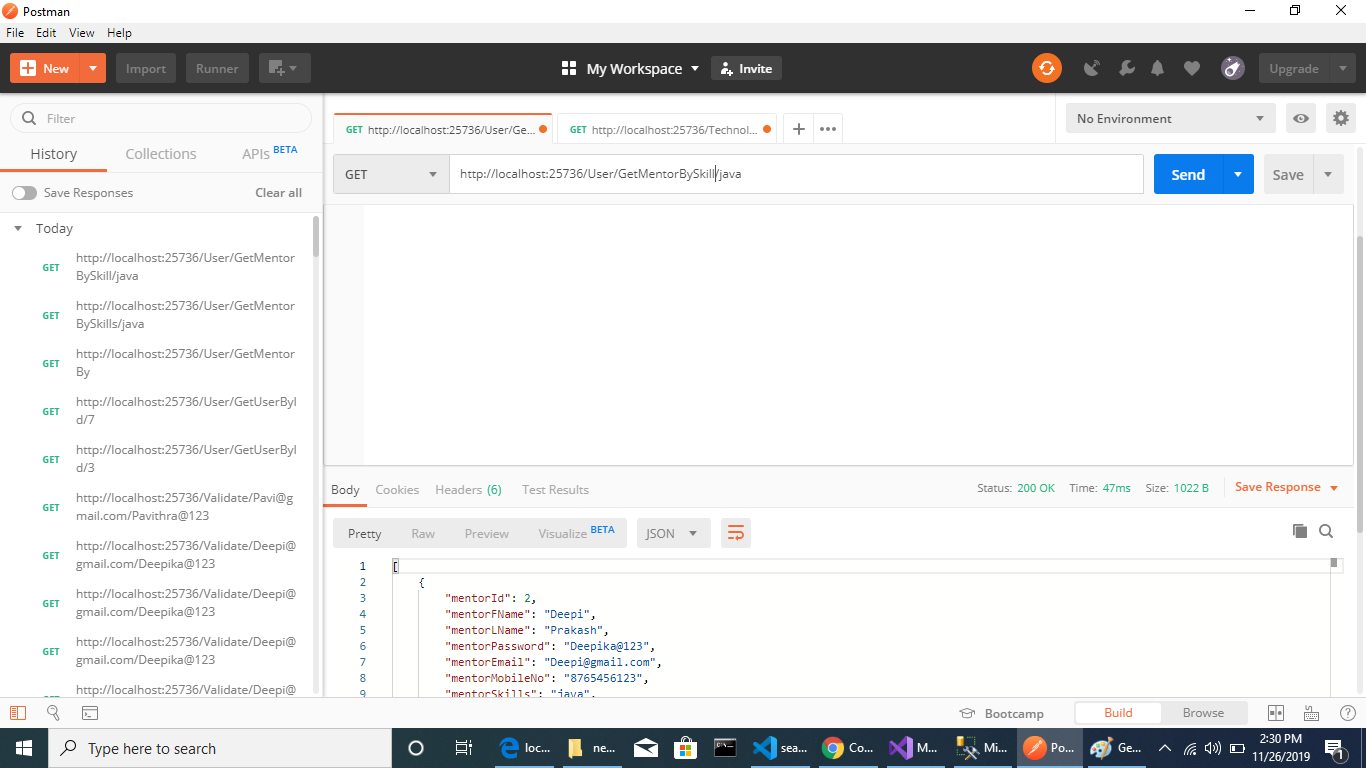 Postman
File Edit View Help
New Import Runner My Workspace Invite Upgrade
Filter
History Collections APIs BETA
Save Responses Clear all
Today
GET http://localhost:25736/User/GetMentor
BySkill/java
GET http://localhost:25736/User/GetMentor
BySkills/java
GET http://localhost:25736/User/GetMentor
By
GET http://localhost:25736/User/GetUserByI
d/7
GET http://localhost:25736/User/GetUserByI
d/3
GET http://localhost:25736/Validate/Pavi@g
mail.com/Pavithra@123
GET http://localhost:25736/Validate/Deepi@
gmail.com/Deepika@123
GET http://localhost:25736/Validate/Deepi@
gmail.com/Deepika@123
GET http://localhost:25736/Validate/Deepi@
gmail.com/Deepika@123
http://localhost:25736/Validate/Deepi@
GET http://localhost:25736/User/Ge... GET http://localhost:25736/Technol... + ••• No Environment
GET http://localhost:25736/User/GetMentorBySkill/java Send Save
Body Cookies Headers (6) Test Results Status: 200 OK Time: 47ms Size: 1022 B Save Response
Pretty Raw Preview Visualize BETA JSON
1 [
2 {
3 "mentorId": 2,
4 "mentorFName": "Deepi",
5 "mentorLName": "Prakash",
6 "mentorPassword": "Deepika@123",
7 "mentorEmail": "Deepi@gmail.com",
8 "mentorMobileNo": "8765456123",
9 "mentorSkills": "java",
Bootcamp Build Browse
Type here to search loc... ne... sea... Co... M... Mi... Po... Ge... 2:30 PM
11/26/2019 1